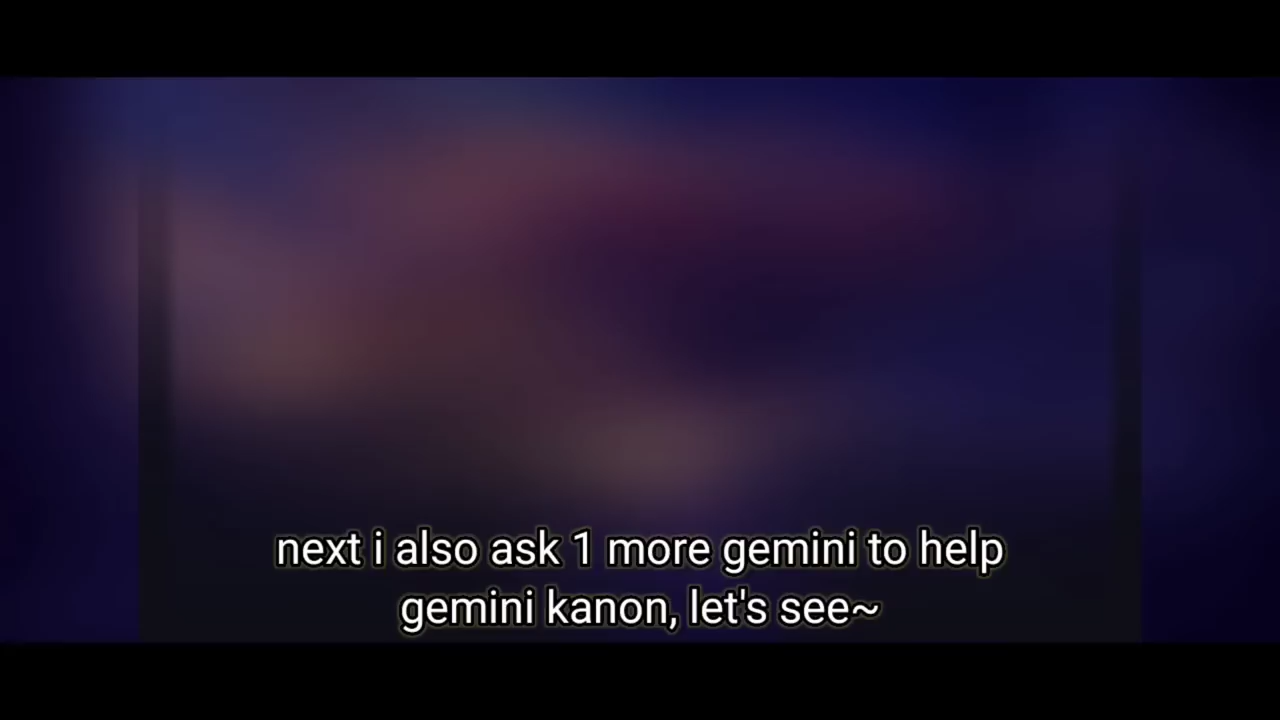 next i also ask 1 more gemini to help
gemini kanon, let's see~